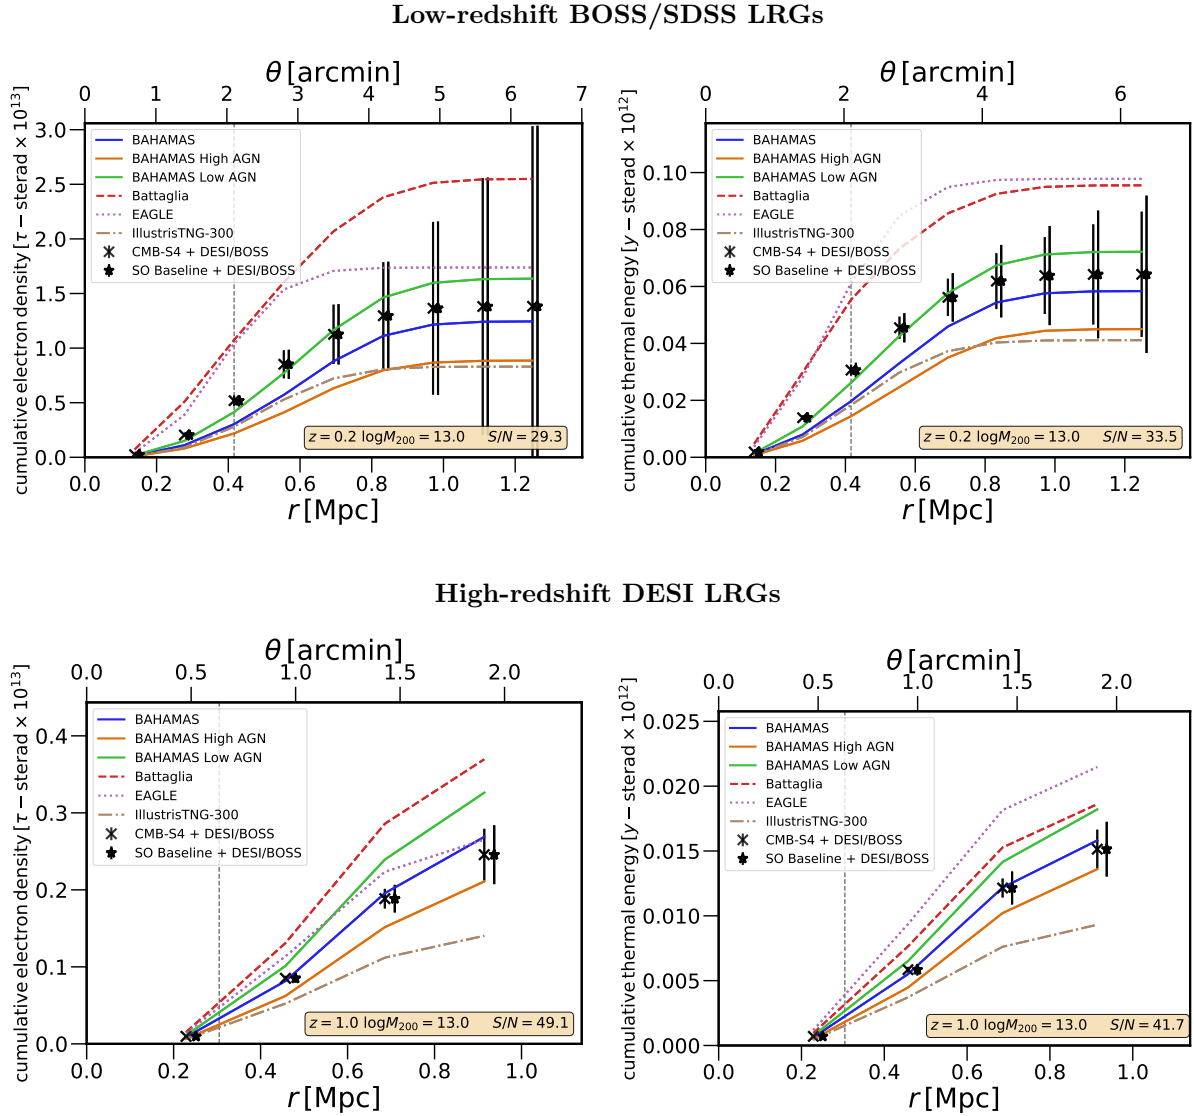 Low-redshift BOSS/SDSS LRGs
θ [arcmin]
0 1 2 3 4 5 6 7
cumulative electron density [τ − sterad × 10¹³]
3.0
2.5
2.0
1.5
1.0
0.5
0.0
BAHAMAS
BAHAMAS High AGN
BAHAMAS Low AGN
Battaglia
EAGLE
IllustrisTNG-300
CMB-S4 + DESI/BOSS
SO Baseline + DESI/BOSS
z = 0.2 logM₂₀₀ = 13.0 S/N = 29.3
0.0 0.2 0.4 0.6 0.8 1.0 1.2
r [Mpc]
θ [arcmin]
0 2 4 6
cumulative thermal energy [y − sterad × 10¹²]
0.10
0.08
0.06
0.04
0.02
0.00
BAHAMAS
BAHAMAS High AGN
BAHAMAS Low AGN
Battaglia
EAGLE
IllustrisTNG-300
CMB-S4 + DESI/BOSS
SO Baseline + DESI/BOSS
z = 0.2 logM₂₀₀ = 13.0 S/N = 33.5
0.0 0.2 0.4 0.6 0.8 1.0 1.2
r [Mpc]
High-redshift DESI LRGs
θ [arcmin]
0.0 0.5 1.0 1.5 2.0
cumulative electron density [τ − sterad × 10¹³]
0.4
0.3
0.2
0.1
0.0
BAHAMAS
BAHAMAS High AGN
BAHAMAS Low AGN
Battaglia
EAGLE
IllustrisTNG-300
CMB-S4 + DESI/BOSS
SO Baseline + DESI/BOSS
z = 1.0 logM₂₀₀ = 13.0 S/N = 49.1
0.0 0.2 0.4 0.6 0.8 1.0
r [Mpc]
θ [arcmin]
0.0 0.5 1.0 1.5 2.0
cumulative thermal energy [y − sterad × 10¹²]
0.025
0.020
0.015
0.010
0.005
0.000
BAHAMAS
BAHAMAS High AGN
BAHAMAS Low AGN
Battaglia
EAGLE
IllustrisTNG-300
CMB-S4 + DESI/BOSS
SO Baseline + DESI/BOSS
z = 1.0 logM₂₀₀ = 13.0 S/N = 41.7
0.0 0.2 0.4 0.6 0.8 1.0
r [Mpc]